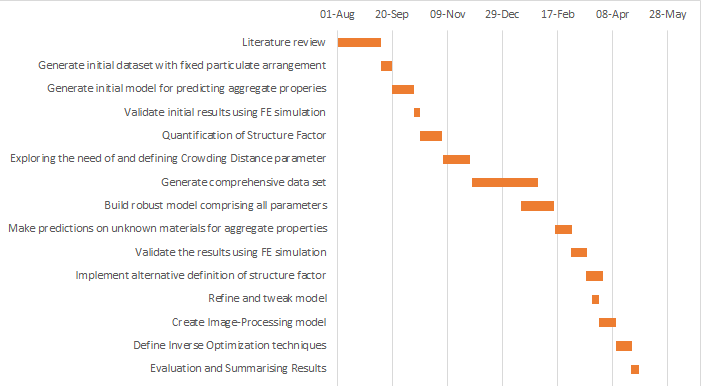 01-Aug 20-Sep 09-Nov 29-Dec 17-Feb 08-Apr 28-May
Literature review
Generate initial dataset with fixed particulate arrangement
Generate initial model for predicting aggregate properies
Validate initial results using FE simulation
Quantification of Structure Factor
Exploring the need of and defining Crowding Distance parameter
Generate comprehensive data set
Build robust model comprising all parameters
Make predictions on unknown materials for aggregate properties
Validate the results using FE simulation
Implement alternative definition of structure factor
Refine and tweak model
Create Image-Processing model
Define Inverse Optimization techniques
Evaluation and Summarising Results